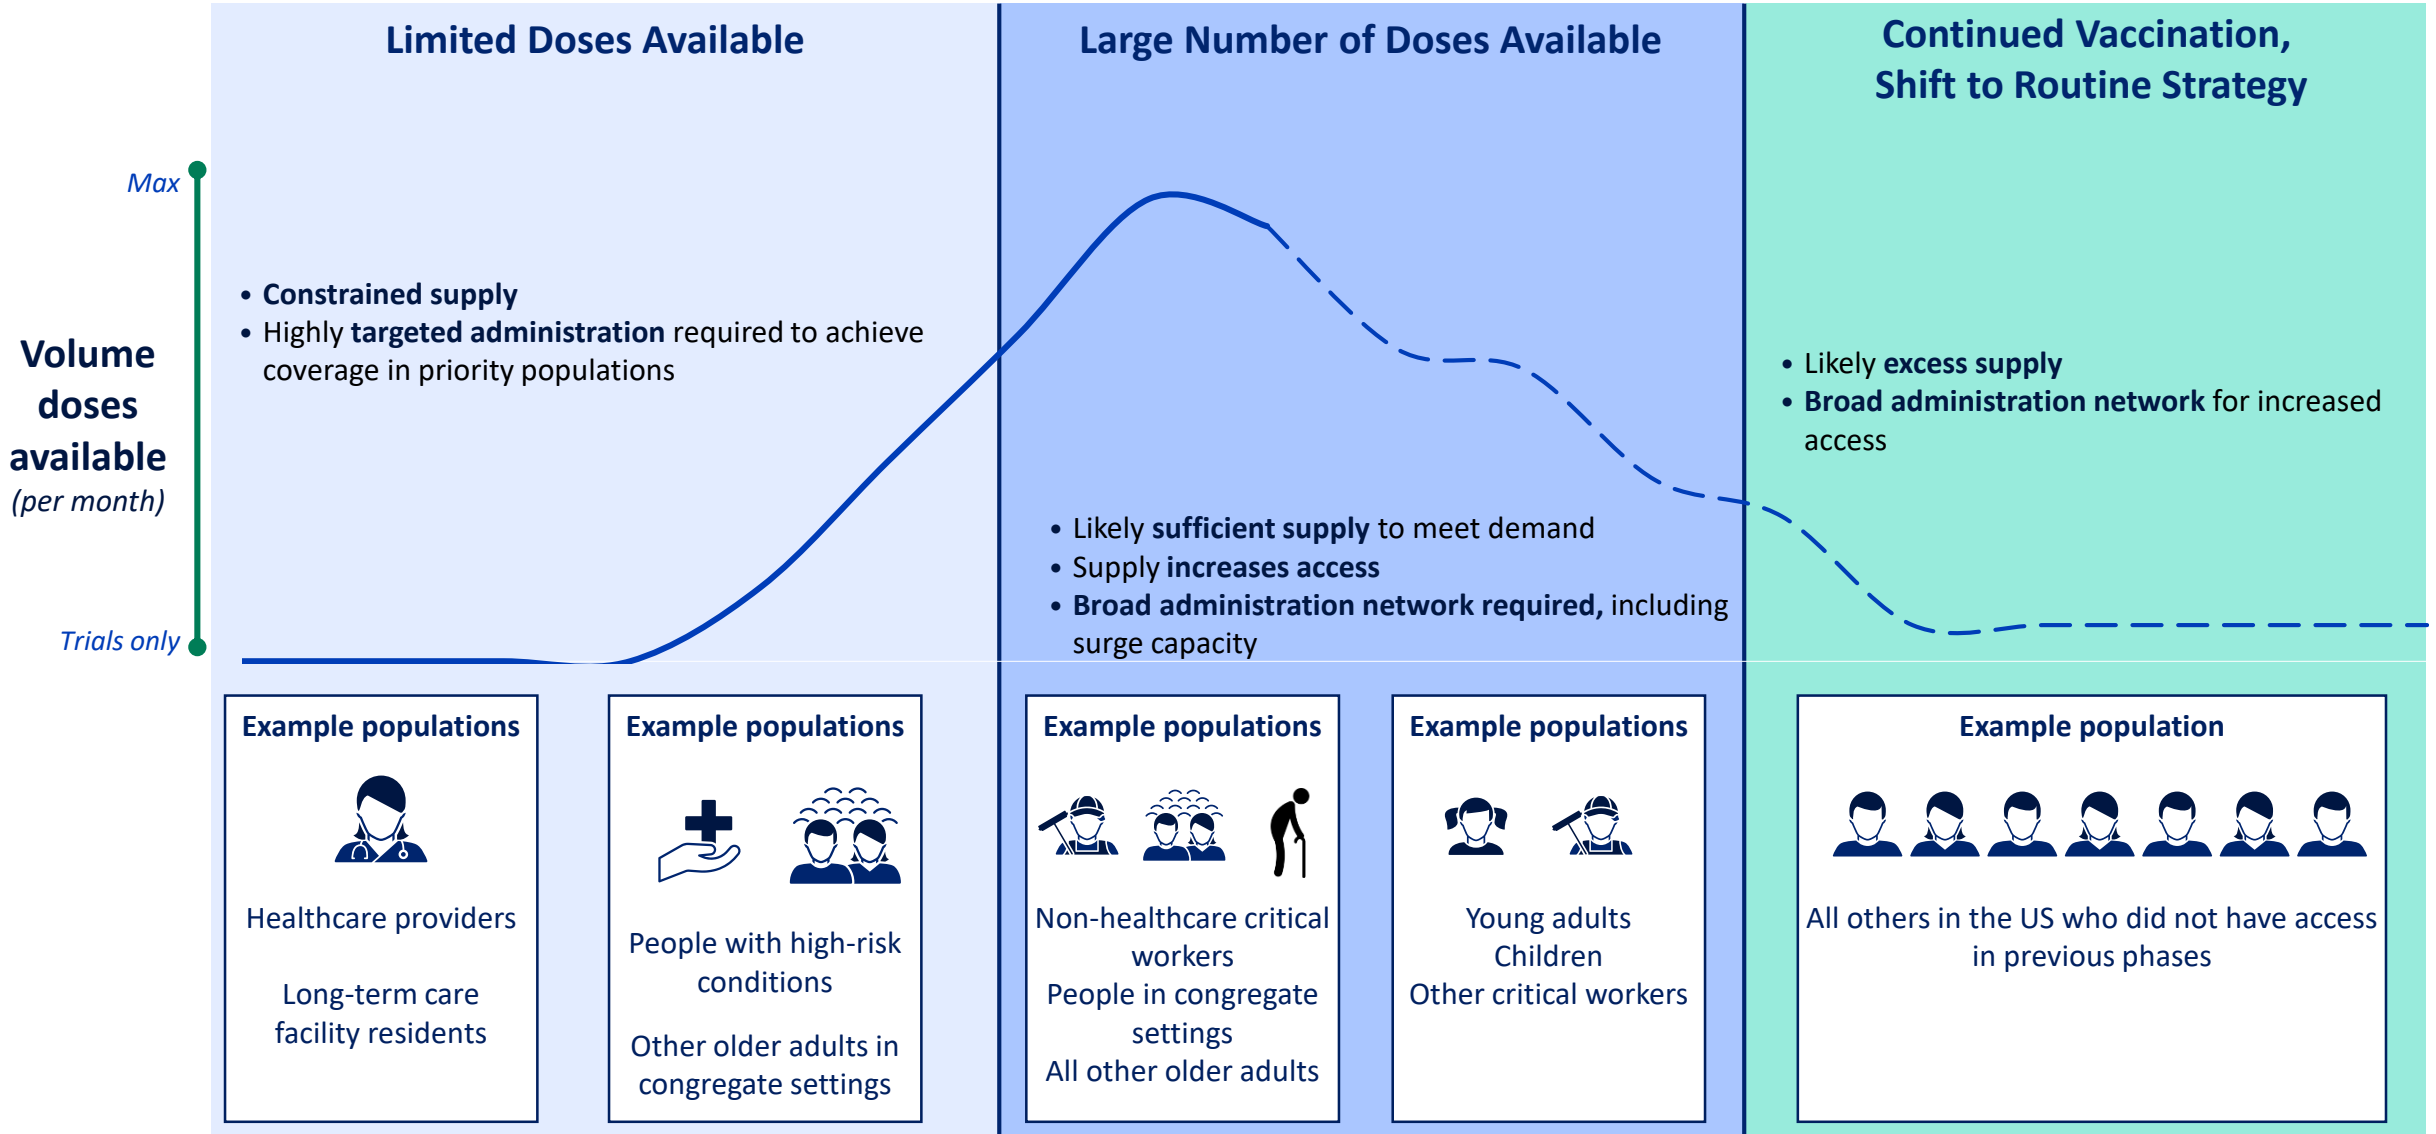 Limited Doses Available
Large Number of Doses Available
Continued Vaccination,
Shift to Routine Strategy
Max
Volume
doses
available
(per month)
Trials only
• Constrained supply
• Highly targeted administration required to achieve
coverage in priority populations
• Likely sufficient supply to meet demand
• Supply increases access
• Broad administration network required, including
surge capacity
• Likely excess supply
• Broad administration network for increased
access
Example populations
Healthcare providers
Long-term care
facility residents
Example populations
People with high-risk
conditions
Other older adults in
congregate settings
Example populations
Non-healthcare critical
workers
People in congregate
settings
All other older adults
Example populations
Young adults
Children
Other critical workers
Example population
All others in the US who did not have access
in previous phases